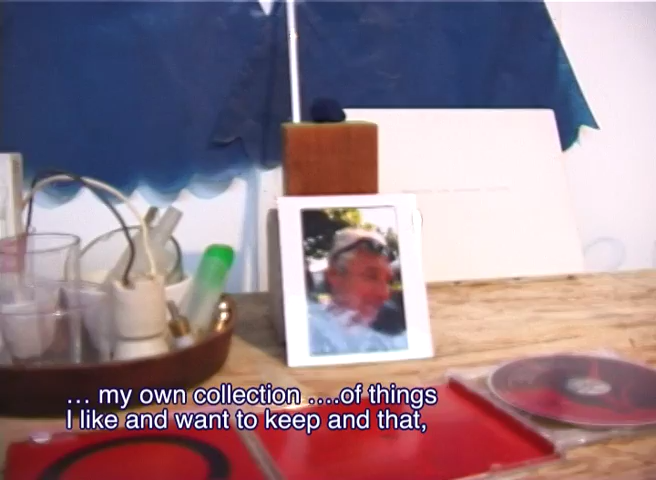 ... my own collection ....of things
I like and want to keep and that,